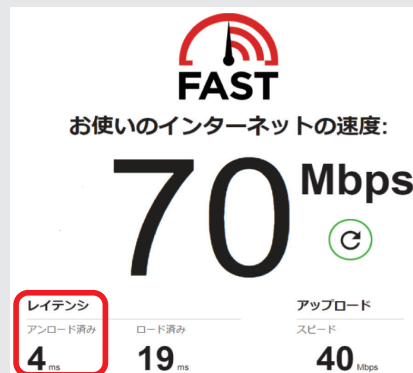 FAST
お使いのインターネットの速度:
70 Mbps
レイテンシ
アップロード
アンロード済み ロード済み スピード
4 ms 19 ms 40 Mbps